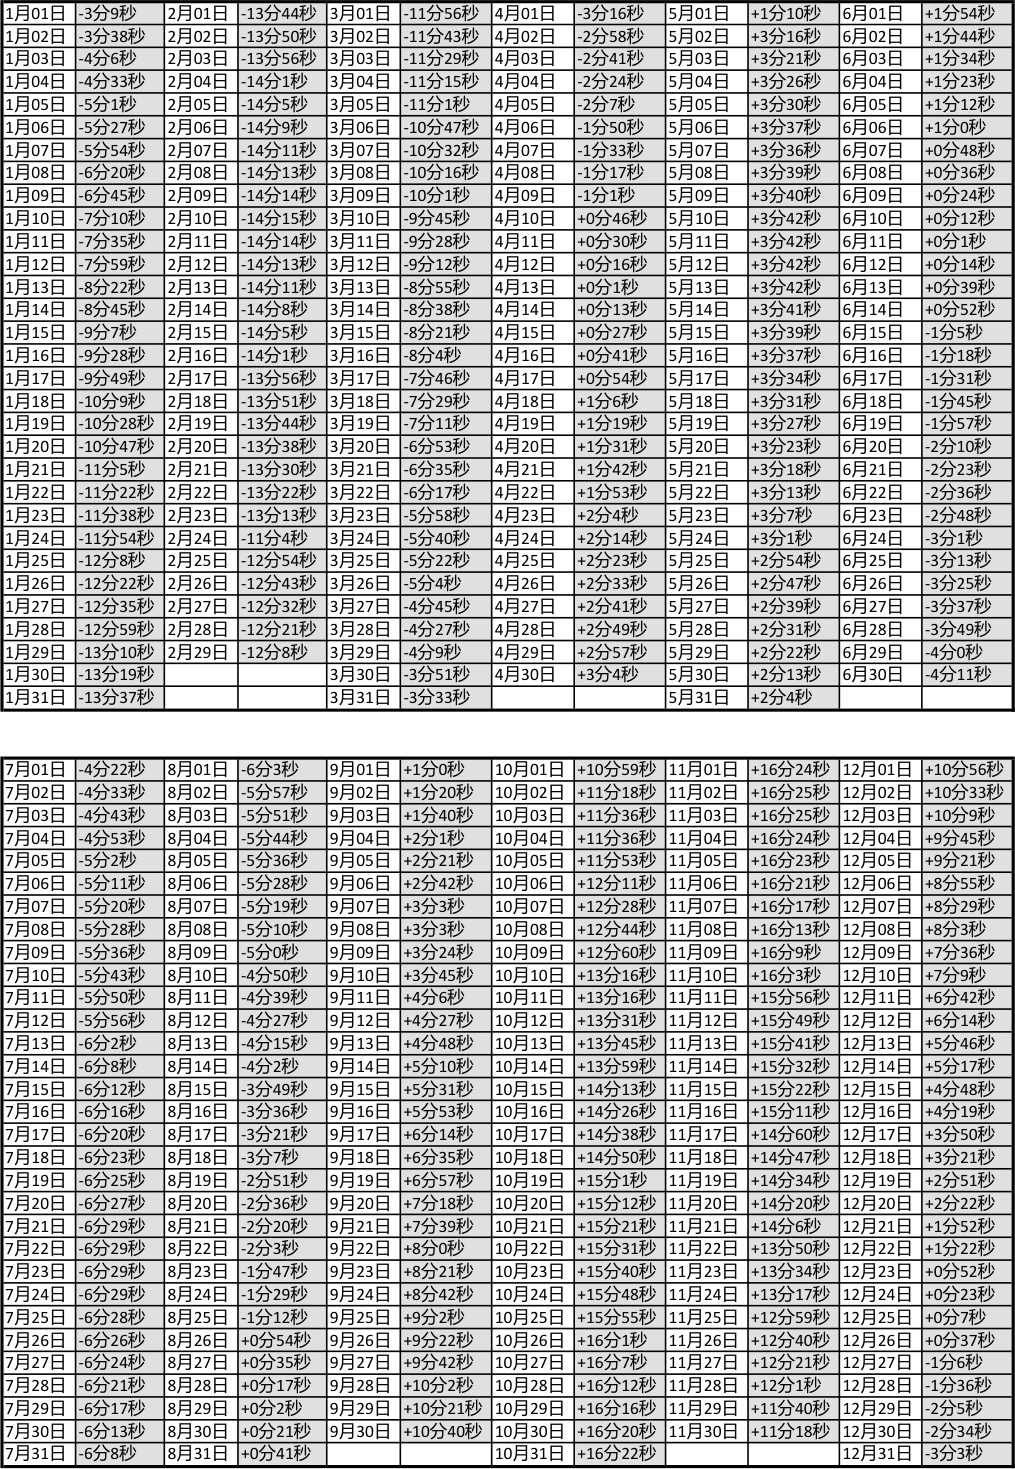 1月01日 -3分9秒 2月01日 -13分44秒 3月01日 -11分56秒 4月01日 -3分16秒 5月01日 +1分10秒 6月01日 +1分54秒
1月02日 -3分38秒 2月02日 -13分50秒 3月02日 -11分43秒 4月02日 -2分58秒 5月02日 +3分16秒 6月02日 +1分44秒
1月03日 -4分6秒 2月03日 -13分56秒 3月03日 -11分29秒 4月03日 -2分41秒 5月03日 +3分21秒 6月03日 +1分34秒
1月04日 -4分33秒 2月04日 -14分1秒 3月04日 -11分15秒 4月04日 -2分24秒 5月04日 +3分26秒 6月04日 +1分23秒
1月05日 -5分1秒 2月05日 -14分5秒 3月05日 -11分1秒 4月05日 -2分7秒 5月05日 +3分30秒 6月05日 +1分12秒
1月06日 -5分27秒 2月06日 -14分9秒 3月06日 -10分47秒 4月06日 -1分50秒 5月06日 +3分37秒 6月06日 +1分0秒
1月07日 -5分54秒 2月07日 -14分11秒 3月07日 -10分32秒 4月07日 -1分33秒 5月07日 +3分36秒 6月07日 +0分48秒
1月08日 -6分20秒 2月08日 -14分13秒 3月08日 -10分16秒 4月08日 -1分17秒 5月08日 +3分39秒 6月08日 +0分36秒
1月09日 -6分45秒 2月09日 -14分14秒 3月09日 -10分1秒 4月09日 -1分1秒 5月09日 +3分40秒 6月09日 +0分24秒
1月10日 -7分10秒 2月10日 -14分15秒 3月10日 -9分45秒 4月10日 +0分46秒 5月10日 +3分42秒 6月10日 +0分12秒
1月11日 -7分35秒 2月11日 -14分14秒 3月11日 -9分28秒 4月11日 +0分30秒 5月11日 +3分42秒 6月11日 +0分1秒
1月12日 -7分59秒 2月12日 -14分13秒 3月12日 -9分12秒 4月12日 +0分16秒 5月12日 +3分42秒 6月12日 +0分14秒
1月13日 -8分22秒 2月13日 -14分11秒 3月13日 -8分55秒 4月13日 +0分1秒 5月13日 +3分42秒 6月13日 +0分39秒
1月14日 -8分45秒 2月14日 -14分8秒 3月14日 -8分38秒 4月14日 +0分13秒 5月14日 +3分41秒 6月14日 +0分52秒
1月15日 -9分7秒 2月15日 -14分5秒 3月15日 -8分21秒 4月15日 +0分27秒 5月15日 +3分39秒 6月15日 -1分5秒
1月16日 -9分28秒 2月16日 -14分1秒 3月16日 -8分4秒 4月16日 +0分41秒 5月16日 +3分37秒 6月16日 -1分18秒
1月17日 -9分49秒 2月17日 -13分56秒 3月17日 -7分46秒 4月17日 +0分54秒 5月17日 +3分34秒 6月17日 -1分31秒
1月18日 -10分9秒 2月18日 -13分51秒 3月18日 -7分29秒 4月18日 +1分6秒 5月18日 +3分31秒 6月18日 -1分45秒
1月19日 -10分28秒 2月19日 -13分44秒 3月19日 -7分11秒 4月19日 +1分19秒 5月19日 +3分27秒 6月19日 -1分57秒
1月20日 -10分47秒 2月20日 -13分38秒 3月20日 -6分53秒 4月20日 +1分31秒 5月20日 +3分23秒 6月20日 -2分10秒
1月21日 -11分5秒 2月21日 -13分30秒 3月21日 -6分35秒 4月21日 +1分42秒 5月21日 +3分18秒 6月21日 -2分23秒
1月22日 -11分22秒 2月22日 -13分22秒 3月22日 -6分17秒 4月22日 +1分53秒 5月22日 +3分13秒 6月22日 -2分36秒
1月23日 -11分38秒 2月23日 -13分13秒 3月23日 -5分58秒 4月23日 +2分4秒 5月23日 +3分7秒 6月23日 -2分48秒
1月24日 -11分54秒 2月24日 -11分4秒 3月24日 -5分40秒 4月24日 +2分14秒 5月24日 +3分1秒 6月24日 -3分1秒
1月25日 -12分8秒 2月25日 -12分54秒 3月25日 -5分22秒 4月25日 +2分23秒 5月25日 +2分54秒 6月25日 -3分13秒
1月26日 -12分22秒 2月26日 -12分43秒 3月26日 -5分4秒 4月26日 +2分33秒 5月26日 +2分47秒 6月26日 -3分25秒
1月27日 -12分35秒 2月27日 -12分32秒 3月27日 -4分45秒 4月27日 +2分41秒 5月27日 +2分39秒 6月27日 -3分37秒
1月28日 -12分59秒 2月28日 -12分21秒 3月28日 -4分27秒 4月28日 +2分49秒 5月28日 +2分31秒 6月28日 -3分49秒
1月29日 -13分10秒 2月29日 -12分8秒 3月29日 -4分9秒 4月29日 +2分57秒 5月29日 +2分22秒 6月29日 -4分0秒
1月30日 -13分19秒 3月30日 -3分51秒 4月30日 +3分4秒 5月30日 +2分13秒 6月30日 -4分11秒
1月31日 -13分37秒 3月31日 -3分33秒 5月31日 +2分4秒
7月01日 -4分22秒 8月01日 -6分3秒 9月01日 +1分0秒 10月01日 +10分59秒 11月01日 +16分24秒 12月01日 +10分56秒
7月02日 -4分33秒 8月02日 -5分57秒 9月02日 +1分20秒 10月02日 +11分18秒 11月02日 +16分25秒 12月02日 +10分33秒
7月03日 -4分43秒 8月03日 -5分51秒 9月03日 +1分40秒 10月03日 +11分36秒 11月03日 +16分25秒 12月03日 +10分9秒
7月04日 -4分53秒 8月04日 -5分44秒 9月04日 +2分1秒 10月04日 +11分36秒 11月04日 +16分24秒 12月04日 +9分45秒
7月05日 -5分2秒 8月05日 -5分36秒 9月05日 +2分21秒 10月05日 +11分53秒 11月05日 +16分23秒 12月05日 +9分21秒
7月06日 -5分11秒 8月06日 -5分28秒 9月06日 +2分42秒 10月06日 +12分11秒 11月06日 +16分21秒 12月06日 +8分55秒
7月07日 -5分20秒 8月07日 -5分19秒 9月07日 +3分3秒 10月07日 +12分28秒 11月07日 +16分17秒 12月07日 +8分29秒
7月08日 -5分28秒 8月08日 -5分10秒 9月08日 +3分3秒 10月08日 +12分44秒 11月08日 +16分13秒 12月08日 +8分3秒
7月09日 -5分36秒 8月09日 -5分0秒 9月09日 +3分24秒 10月09日 +12分60秒 11月09日 +16分9秒 12月09日 +7分36秒
7月10日 -5分43秒 8月10日 -4分50秒 9月10日 +3分45秒 10月10日 +13分16秒 11月10日 +16分3秒 12月10日 +7分9秒
7月11日 -5分50秒 8月11日 -4分39秒 9月11日 +4分6秒 10月11日 +13分16秒 11月11日 +15分56秒 12月11日 +6分42秒
7月12日 -5分56秒 8月12日 -4分27秒 9月12日 +4分27秒 10月12日 +13分31秒 11月12日 +15分49秒 12月12日 +6分14秒
7月13日 -6分2秒 8月13日 -4分15秒 9月13日 +4分48秒 10月13日 +13分45秒 11月13日 +15分41秒 12月13日 +5分46秒
7月14日 -6分8秒 8月14日 -4分2秒 9月14日 +5分10秒 10月14日 +13分59秒 11月14日 +15分32秒 12月14日 +5分17秒
7月15日 -6分12秒 8月15日 -3分49秒 9月15日 +5分31秒 10月15日 +14分13秒 11月15日 +15分22秒 12月15日 +4分48秒
7月16日 -6分16秒 8月16日 -3分36秒 9月16日 +5分53秒 10月16日 +14分26秒 11月16日 +15分11秒 12月16日 +4分19秒
7月17日 -6分20秒 8月17日 -3分21秒 9月17日 +6分14秒 10月17日 +14分38秒 11月17日 +14分60秒 12月17日 +3分50秒
7月18日 -6分23秒 8月18日 -3分7秒 9月18日 +6分35秒 10月18日 +14分50秒 11月18日 +14分47秒 12月18日 +3分21秒
7月19日 -6分25秒 8月19日 -2分51秒 9月19日 +6分57秒 10月19日 +15分1秒 11月19日 +14分34秒 12月19日 +2分51秒
7月20日 -6分27秒 8月20日 -2分36秒 9月20日 +7分18秒 10月20日 +15分12秒 11月20日 +14分20秒 12月20日 +2分22秒
7月21日 -6分29秒 8月21日 -2分20秒 9月21日 +7分39秒 10月21日 +15分21秒 11月21日 +14分6秒 12月21日 +1分52秒
7月22日 -6分29秒 8月22日 -2分3秒 9月22日 +8分0秒 10月22日 +15分31秒 11月22日 +13分50秒 12月22日 +1分22秒
7月23日 -6分29秒 8月23日 -1分47秒 9月23日 +8分21秒 10月23日 +15分40秒 11月23日 +13分34秒 12月23日 +0分52秒
7月24日 -6分29秒 8月24日 -1分29秒 9月24日 +8分42秒 10月24日 +15分48秒 11月24日 +13分17秒 12月24日 +0分23秒
7月25日 -6分28秒 8月25日 -1分12秒 9月25日 +9分2秒 10月25日 +15分55秒 11月25日 +12分59秒 12月25日 +0分7秒
7月26日 -6分26秒 8月26日 +0分54秒 9月26日 +9分22秒 10月26日 +16分1秒 11月26日 +12分40秒 12月26日 +0分37秒
7月27日 -6分24秒 8月27日 +0分35秒 9月27日 +9分42秒 10月27日 +16分7秒 11月27日 +12分21秒 12月27日 -1分6秒
7月28日 -6分21秒 8月28日 +0分17秒 9月28日 +10分2秒 10月28日 +16分12秒 11月28日 +12分1秒 12月28日 -1分36秒
7月29日 -6分17秒 8月29日 +0分2秒 9月29日 +10分21秒 10月29日 +16分16秒 11月29日 +11分40秒 12月29日 -2分5秒
7月30日 -6分13秒 8月30日 +0分21秒 9月30日 +10分40秒 10月30日 +16分20秒 11月30日 +11分18秒 12月30日 -2分34秒
7月31日 -6分8秒 8月31日 +0分41秒 10月31日 +16分22秒 12月31日 -3分3秒